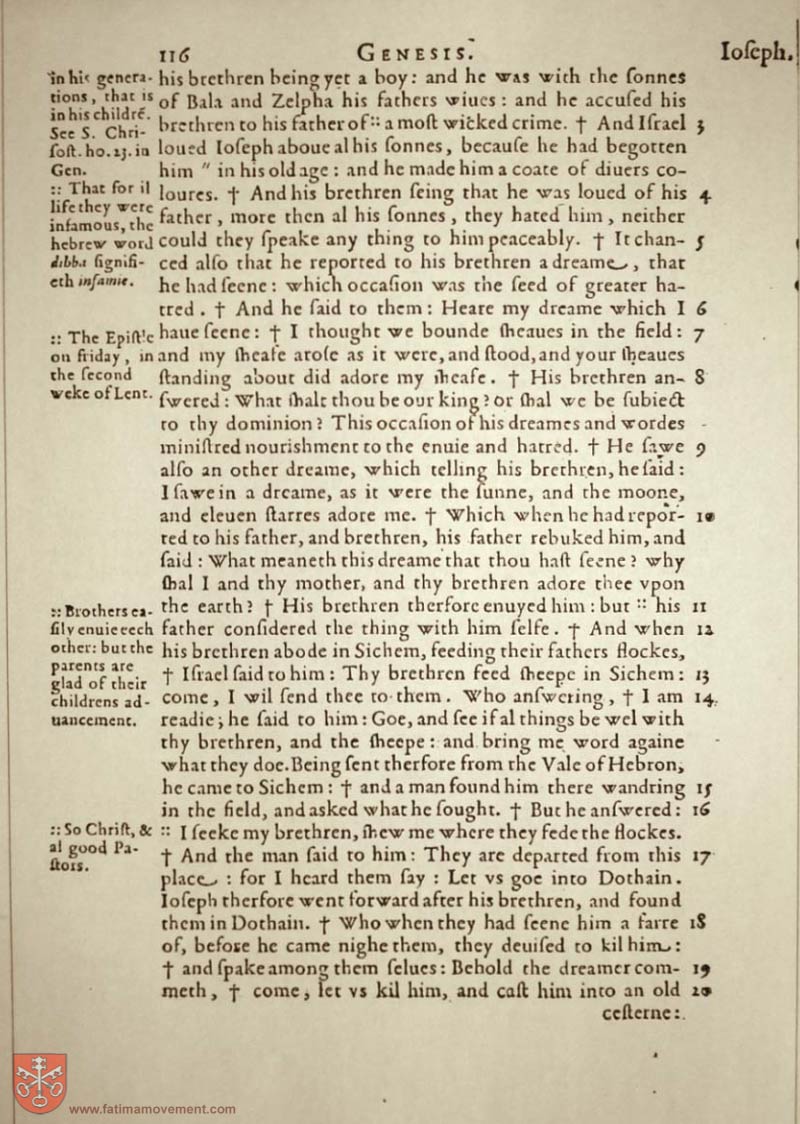 116 GENESIS. Ioſeph.
in his genera-
tions, that is
in his childrẽ.
See S. Chri-
ſoſt. ho. 23. in
Gen.
:: That for il
life they were
infamous, the
hebrew word
dibba ſignifi-
eth infamie.
:: The Epiſt'e
on friday, in
the ſecond
weke of Lent.
:: Brothers ea-
ſily enuie eech
other: but the
parents are
glad of their
childrens ad-
uancement.
:: So Chriſt, &
al good Pa-
ſtors.
his brethren being yet a boy: and he was with the ſonnes
of Bala and Zelpha his fathers wiues: and he accuſed his
brethren to his father of :: a moſt wicked crime. † And Iſrael 3
loued Ioſeph aboue al his ſonnes, becauſe he had begotten
him " in his old age: and he made him a coate of diuers co-
loures. † And his brethren ſeing that he was loued of his 4
father, more then al his ſonnes, they hated him, neither
could they ſpeake any thing to him peaceably. † It chan- 5
ced alſo that he reported to his brethren a dreame, that
he had ſeene: which occaſion was the ſeed of greater ha-
tred. † And he ſaid to them: Heare my dreame which I 6
haue ſeene: † I thought we bounde ſheaues in the field: 7
and my ſheafe aroſe as it were, and ſtood, and your ſheaues
ſtanding about did adore my ſheafe. † His brethren an- 8
ſwered: What ſhalt thou be our king? or ſhal we be ſubiect
to thy dominion? This occaſion of his dreames and wordes
miniſtred nouriſhment to the enuie and hatred. † He ſawe 9
alſo an other dreame, which telling his brethren, he ſaid:
I ſawe in a dreame, as it were the ſunne, and the moone,
and eleuen ſtarres adore me. † Which when he had repor- 10
ted to his father, and brethren, his father rebuked him, and
ſaid: What meaneth this dreame that thou haſt ſeene? why
ſhal I and thy mother, and thy brethren adore thee vpon
the earth? † His brethren therfore enuyed him: but :: his 11
father conſidered the thing with him ſelfe. † And when 12
his brethren abode in Sichem, feeding their fathers flockes,
† Iſrael ſaid to him: Thy brethren feed ſheepe in Sichem: 13
come, I wil ſend thee to them. Who anſwering, † I am 14
readie; he ſaid to him: Goe, and ſee if al things be wel with
thy brethren, and the ſheepe: and bring me word againe
what they doe. Being ſent therfore from the Vale of Hebron,
he came to Sichem: † and a man found him there wandring 15
in the field, and asked what he ſought. † But he anſwered: 16
:: I ſeeke my brethren, ſhew me where they fede the flockes.
† And the man ſaid to him: They are departed from this 17
place: for I heard them ſay: Let vs goe into Dothain.
Ioſeph therfore went forward after his brethren, and found
them in Dothain. † Who when they had ſeene him a farre 18
of, before he came nighe them, they deuiſed to kil him:
† and ſpake among them ſelues: Behold the dreamer com- 19
meth, † come, let vs kil him, and caſt him into an old 20
ceſterne:
www.fatimamovement.com